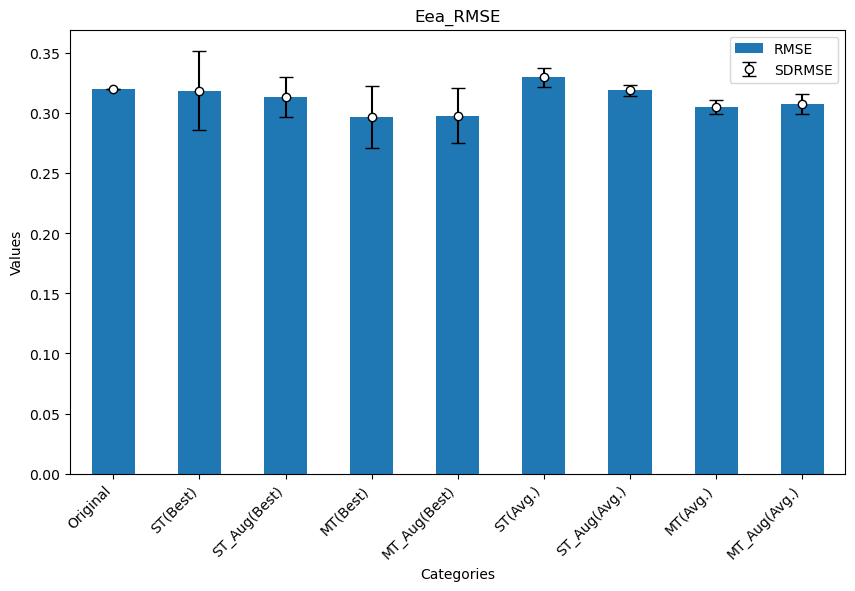 Eea_RMSE
RMSE
SDRMSE
Values
0.35
0.30
0.25
0.20
0.15
0.10
0.05
0.00
Original
ST(Best)
ST_Aug(Best)
MT(Best)
MT_Aug(Best)
ST(Avg.)
ST_Aug(Avg.)
MT(Avg.)
MT_Aug(Avg.)
Categories